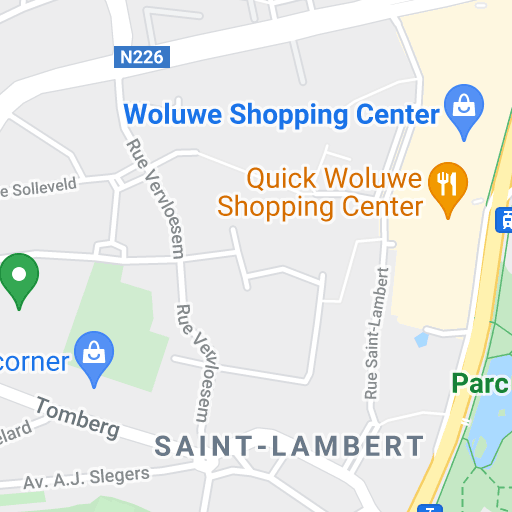 N226
Woluwe Shopping Center
Rue Vervloesem
Quick Woluwe
Shopping Center
e Solleveld
Rue Saint-Lambert
Rue Vervloesem
corner
Parc
Tomberg
elard
SAINT-LAMBERT
Av. A.J. Slegers
T